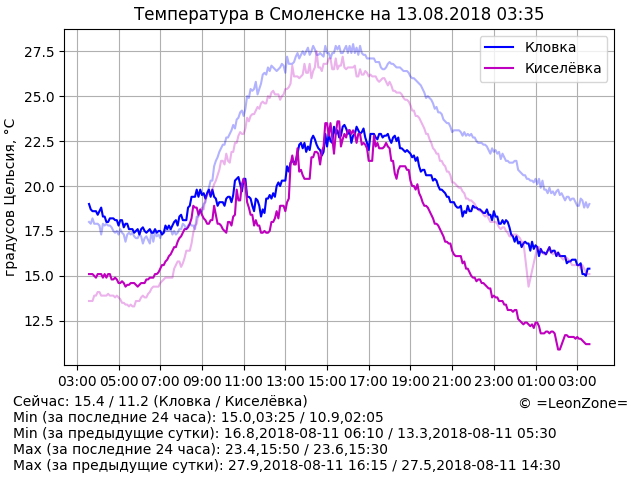 Температура в Смоленске на 13.08.2018 03:35
Кловка
Киселёвка
градусов Цельсия, °C
27.5
25.0
22.5
20.0
17.5
15.0
12.5
03:00 05:00 07:00 09:00 11:00 13:00 15:00 17:00 19:00 21:00 23:00 01:00 03:00
Сейчас: 15.4 / 11.2 (Кловка / Киселёвка)
© =LeonZone=
Min (за последние 24 часа): 15.0,03:25 / 10.9,02:05
Min (за предыдущие сутки): 16.8,2018-08-11 06:10 / 13.3,2018-08-11 05:30
Max (за последние 24 часа): 23.4,15:50 / 23.6,15:30
Max (за предыдущие сутки): 27.9,2018-08-11 16:15 / 27.5,2018-08-11 14:30